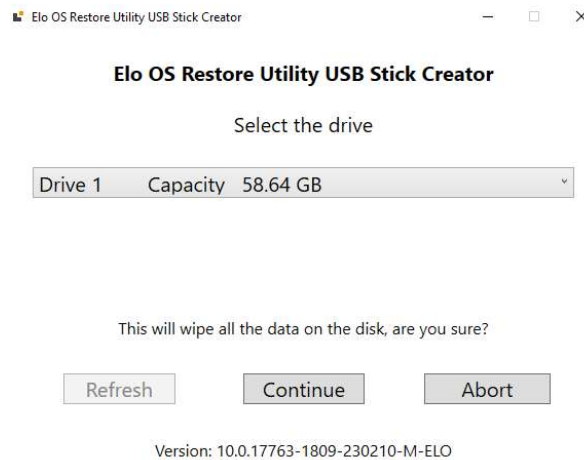 Elo OS Restore Utility USB Stick Creator
Elo OS Restore Utility USB Stick Creator
Select the drive
Drive 1 Capacity 58.64 GB
This will wipe all the data on the disk, are you sure?
Refresh Continue Abort
Version: 10.0.17763-1809-230210-M-ELO